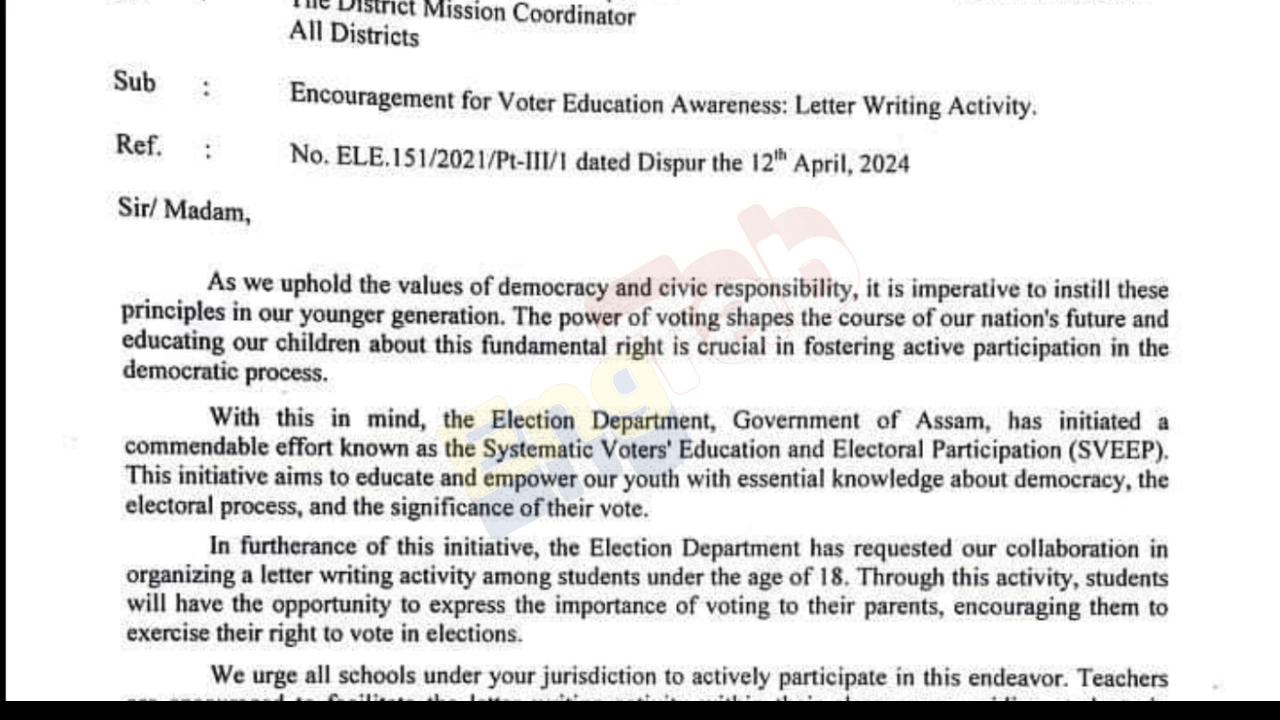 The District Mission Coordinator
All Districts
Sub : Encouragement for Voter Education Awareness: Letter Writing Activity.
Ref. : No. ELE.151/2021/Pt-III/1 dated Dispur the 12th April, 2024
Sir/ Madam,
As we uphold the values of democracy and civic responsibility, it is imperative to instill these
principles in our younger generation. The power of voting shapes the course of our nation's future and
educating our children about this fundamental right is crucial in fostering active participation in the
democratic process.
With this in mind, the Election Department, Government of Assam, has initiated a
commendable effort known as the Systematic Voters' Education and Electoral Participation (SVEEP).
This initiative aims to educate and empower our youth with essential knowledge about democracy, the
electoral process, and the significance of their vote.
In furtherance of this initiative, the Election Department has requested our collaboration in
organizing a letter writing activity among students under the age of 18. Through this activity, students
will have the opportunity to express the importance of voting to their parents, encouraging them to
exercise their right to vote in elections.
We urge all schools under your jurisdiction to actively participate in this endeavor. Teachers
EngTab